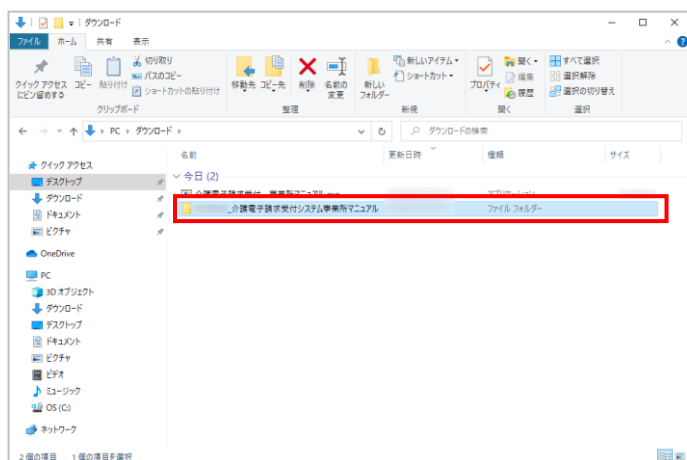 ダウンロード
ファイル ホーム 共有 表示
クイック アクセスにピン留めする
コピー
貼り付け
切り取り
パスのコピー
ショートカットの貼り付け
クリップボード
移動先
コピー先
削除
名前の変更
整理
新しいフォルダー
新しいアイテム
ショートカット
新規
プロパティ
開く
編集
履歴
開く
すべて選択
選択解除
選択の切り替え
選択
PC › ダウンロード ›
ダウンロードの検索
名前 更新日時 種類 サイズ
今日 (2)
_介護電子請求受付システム事業所マニュアル ファイル フォルダー
クイック アクセス
デスクトップ
ダウンロード
ドキュメント
ピクチャ
OneDrive
PC
3D オブジェクト
ダウンロード
デスクトップ
ドキュメント
ピクチャ
ビデオ
ミュージック
OS (C:)
ネットワーク
2 個の項目 1 個の項目を選択